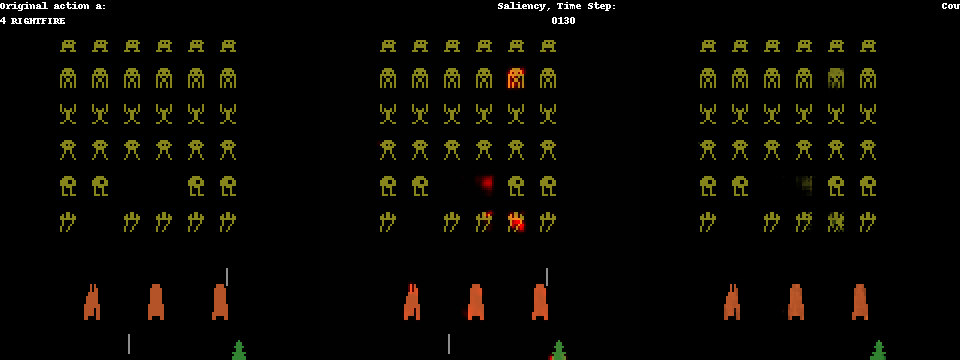 Original action a:
Saliency, Time Step:
Cou
4 RIGHTFIRE
0130